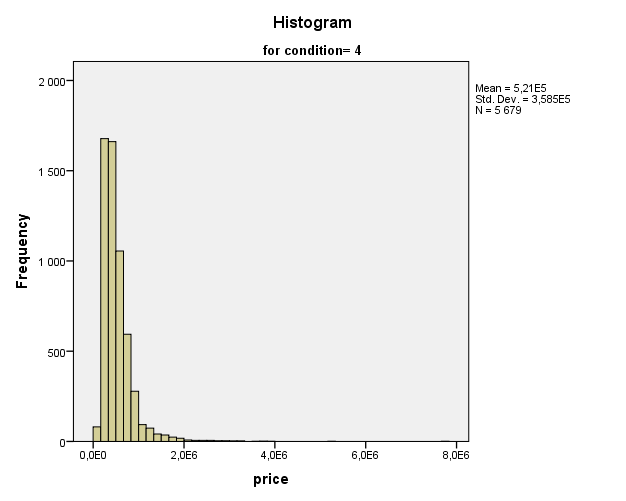 Histogram
for condition= 4
Mean = 5,21E5
Std. Dev. = 3,585E5
N = 5 679
Frequency
2 000
1 500
1 000
500
0
0,0E0 2,0E6 4,0E6 6,0E6 8,0E6
price